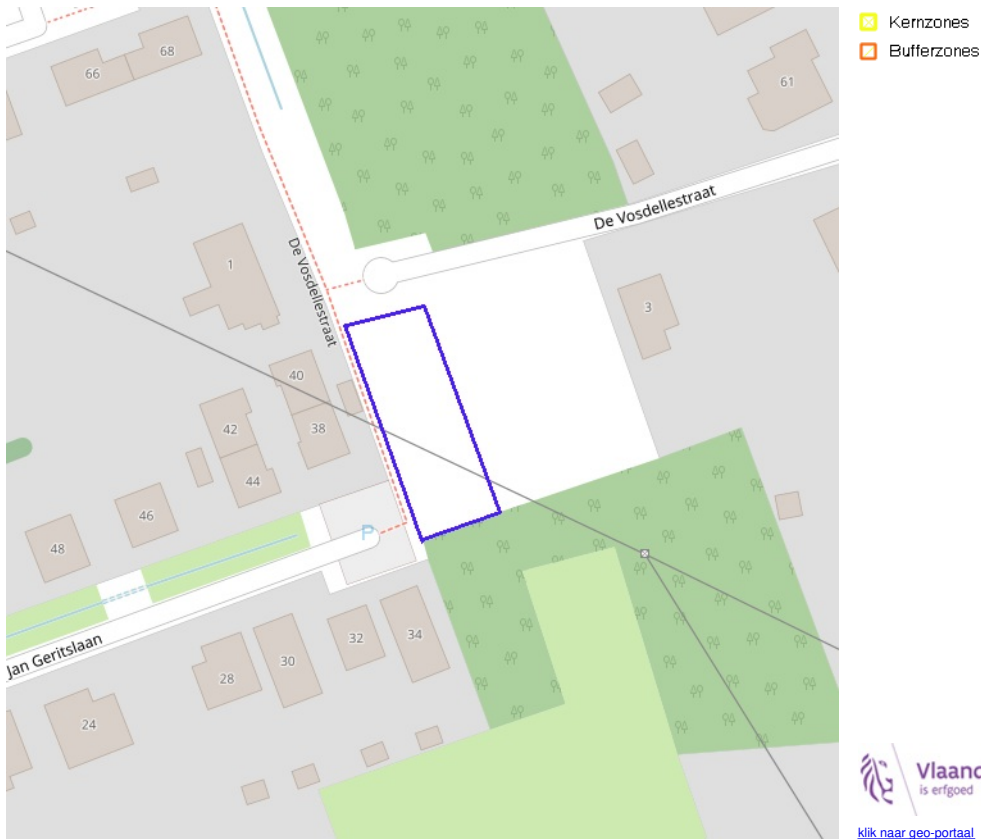 Kernzones
Bufferzones
68
66
61
De Vosdellestraat
1
De Vosdellestraat
3
40
42
38
44
46
48
P
Jan Geritslaan
34
32
30
28
24
Vlaand
is erfgoed
klik naar geo-portaal